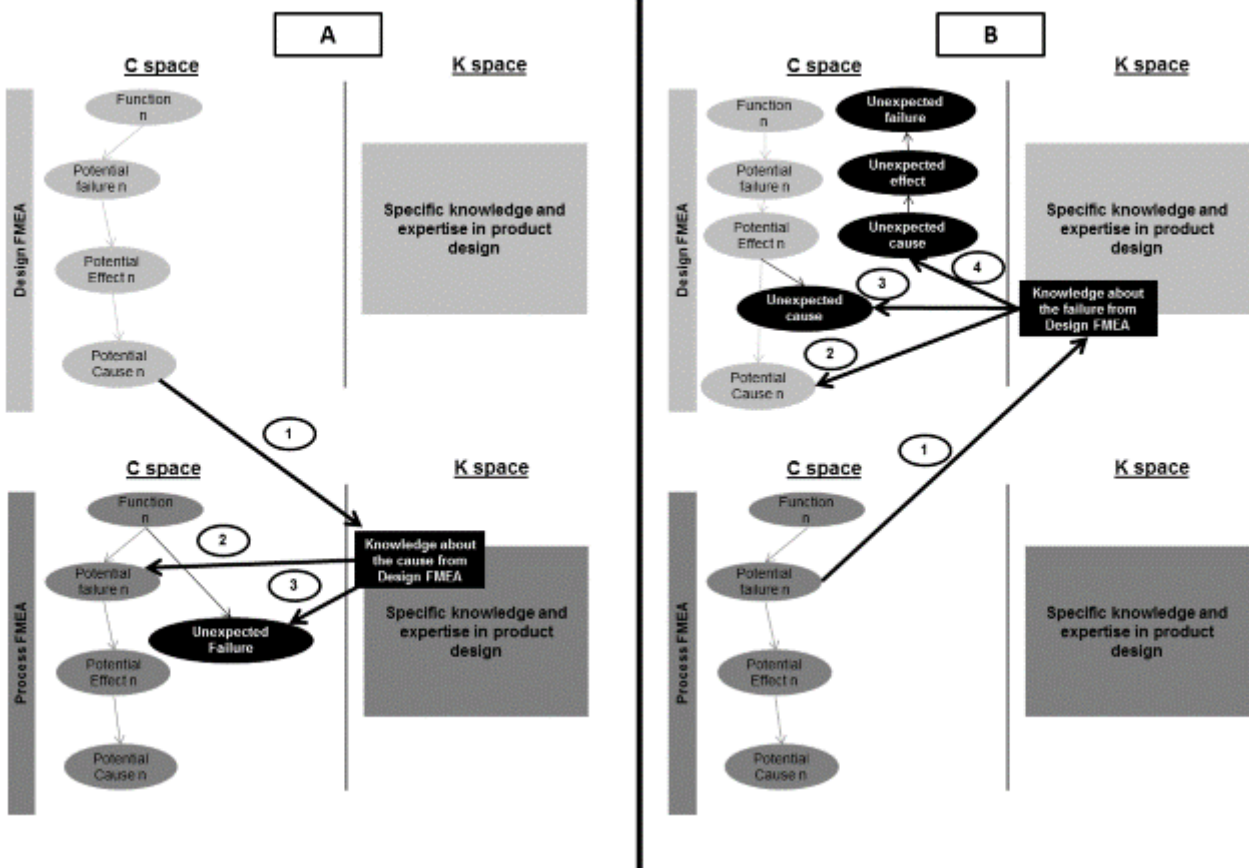 A
C space
K space
Design FMEA
Function
n
Potential
failure n
Potential
Effect n
Potential
Cause n
Specific knowledge and
expertise in product
design
1
C space
K space
Process FMEA
Function
n
2
Potential
failure n
3
Unexpected
Failure
Potential
Effect n
Potential
Cause n
Knowledge about
the cause from
Design FMEA
Specific knowledge and
expertise in product
design
B
C space
K space
Design FMEA
Function
n
Potential
failure n
Potential
Effect n
Potential
Cause n
Unexpected
failure
Unexpected
effect
Unexpected
cause
Unexpected
cause
4
3
2
Specific knowledge and
expertise in product
design
Knowledge about
the failure from
Design FMEA
1
C space
K space
Process FMEA
Function
n
Potential
failure n
Potential
Effect n
Potential
Cause n
Specific knowledge and
expertise in product
design